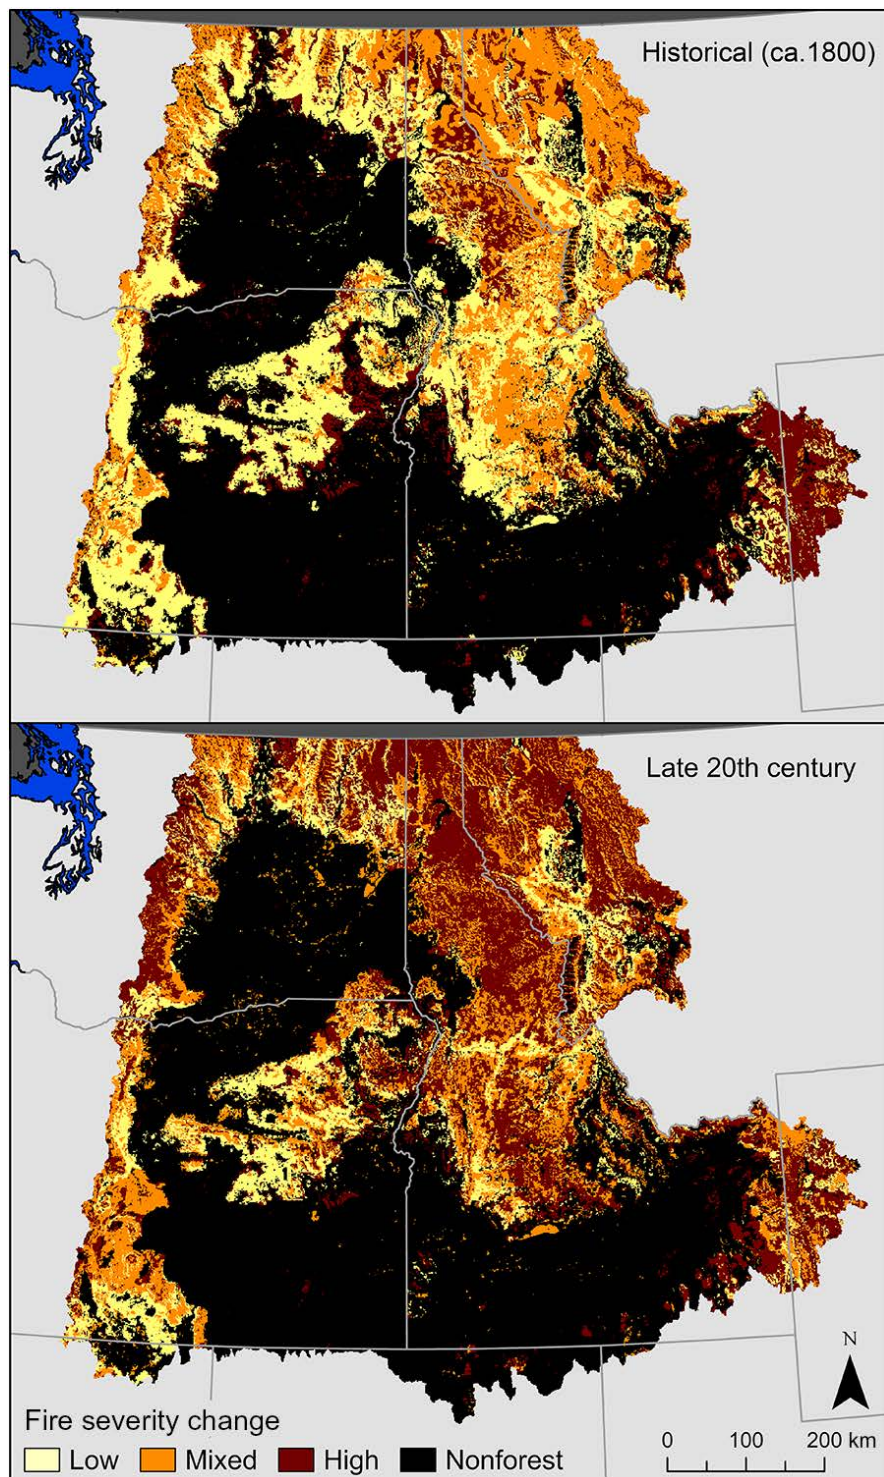 Historical (ca.1800)
Late 20th century
N
Fire severity change
Low Mixed High Nonforest
0 100 200 km